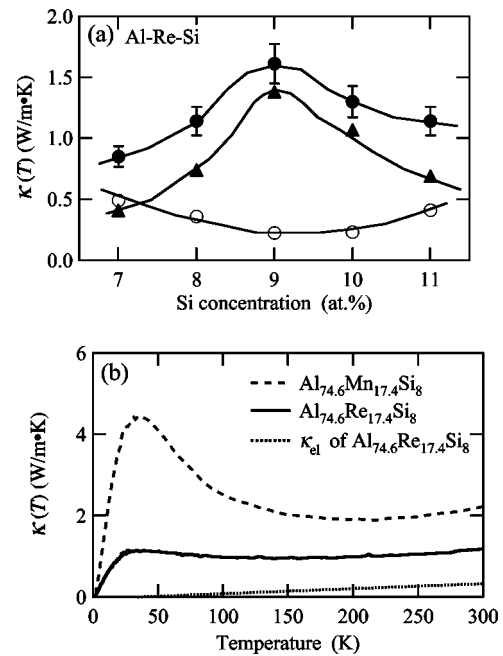 (a) Al-Re-Si
2.0
1.5
1.0
0.5
0.0
κ(T) (W/m•K)
7 8 9 10 11
Si concentration (at.%)
(b)
Al74.6Mn17.4Si8
Al74.6Re17.4Si8
κel of Al74.6Re17.4Si8
6
4
2
0
κ(T) (W/m•K)
0 50 100 150 200 250 300
Temperature (K)